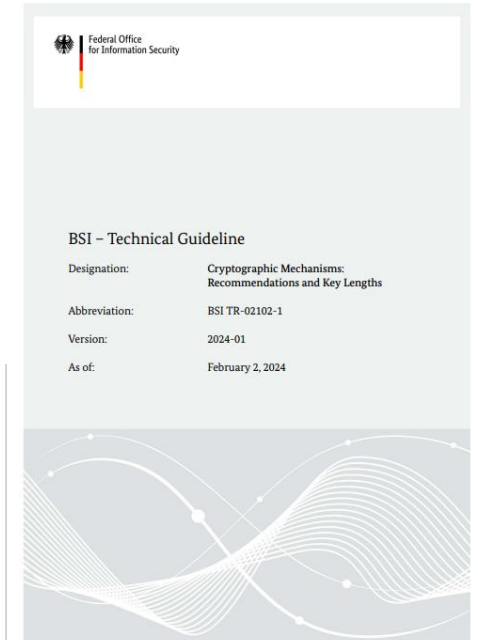 Federal Office
for Information Security
BSI – Technical Guideline
Designation: Cryptographic Mechanisms:
Recommendations and Key Lengths
Abbreviation: BSI TR-02102-1
Version: 2024-01
As of: February 2, 2024